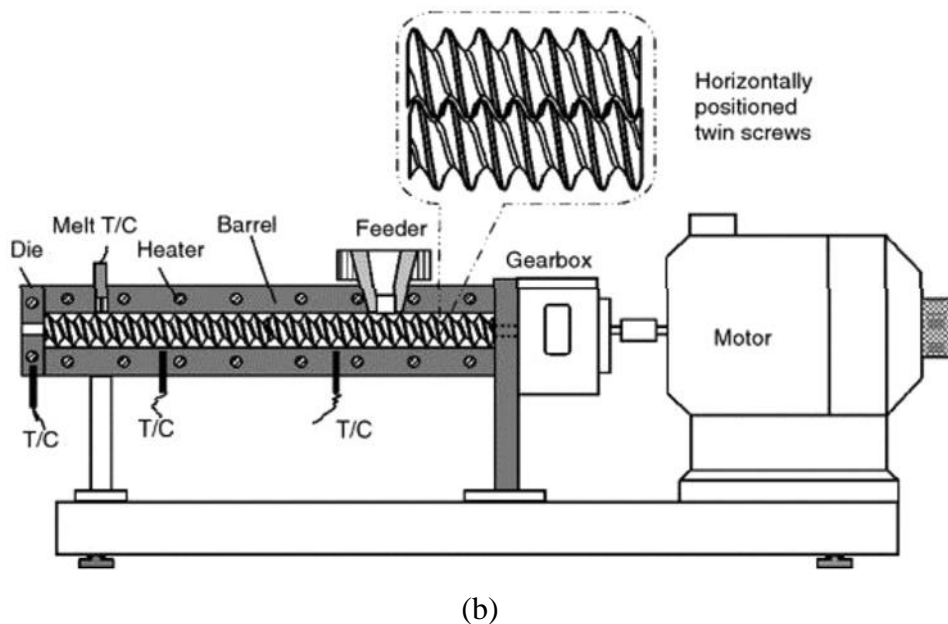 Horizontally
positioned
twin screws
Melt T/C
Die
Heater
Barrel
Feeder
Gearbox
Motor
T/C
T/C
T/C
(b)